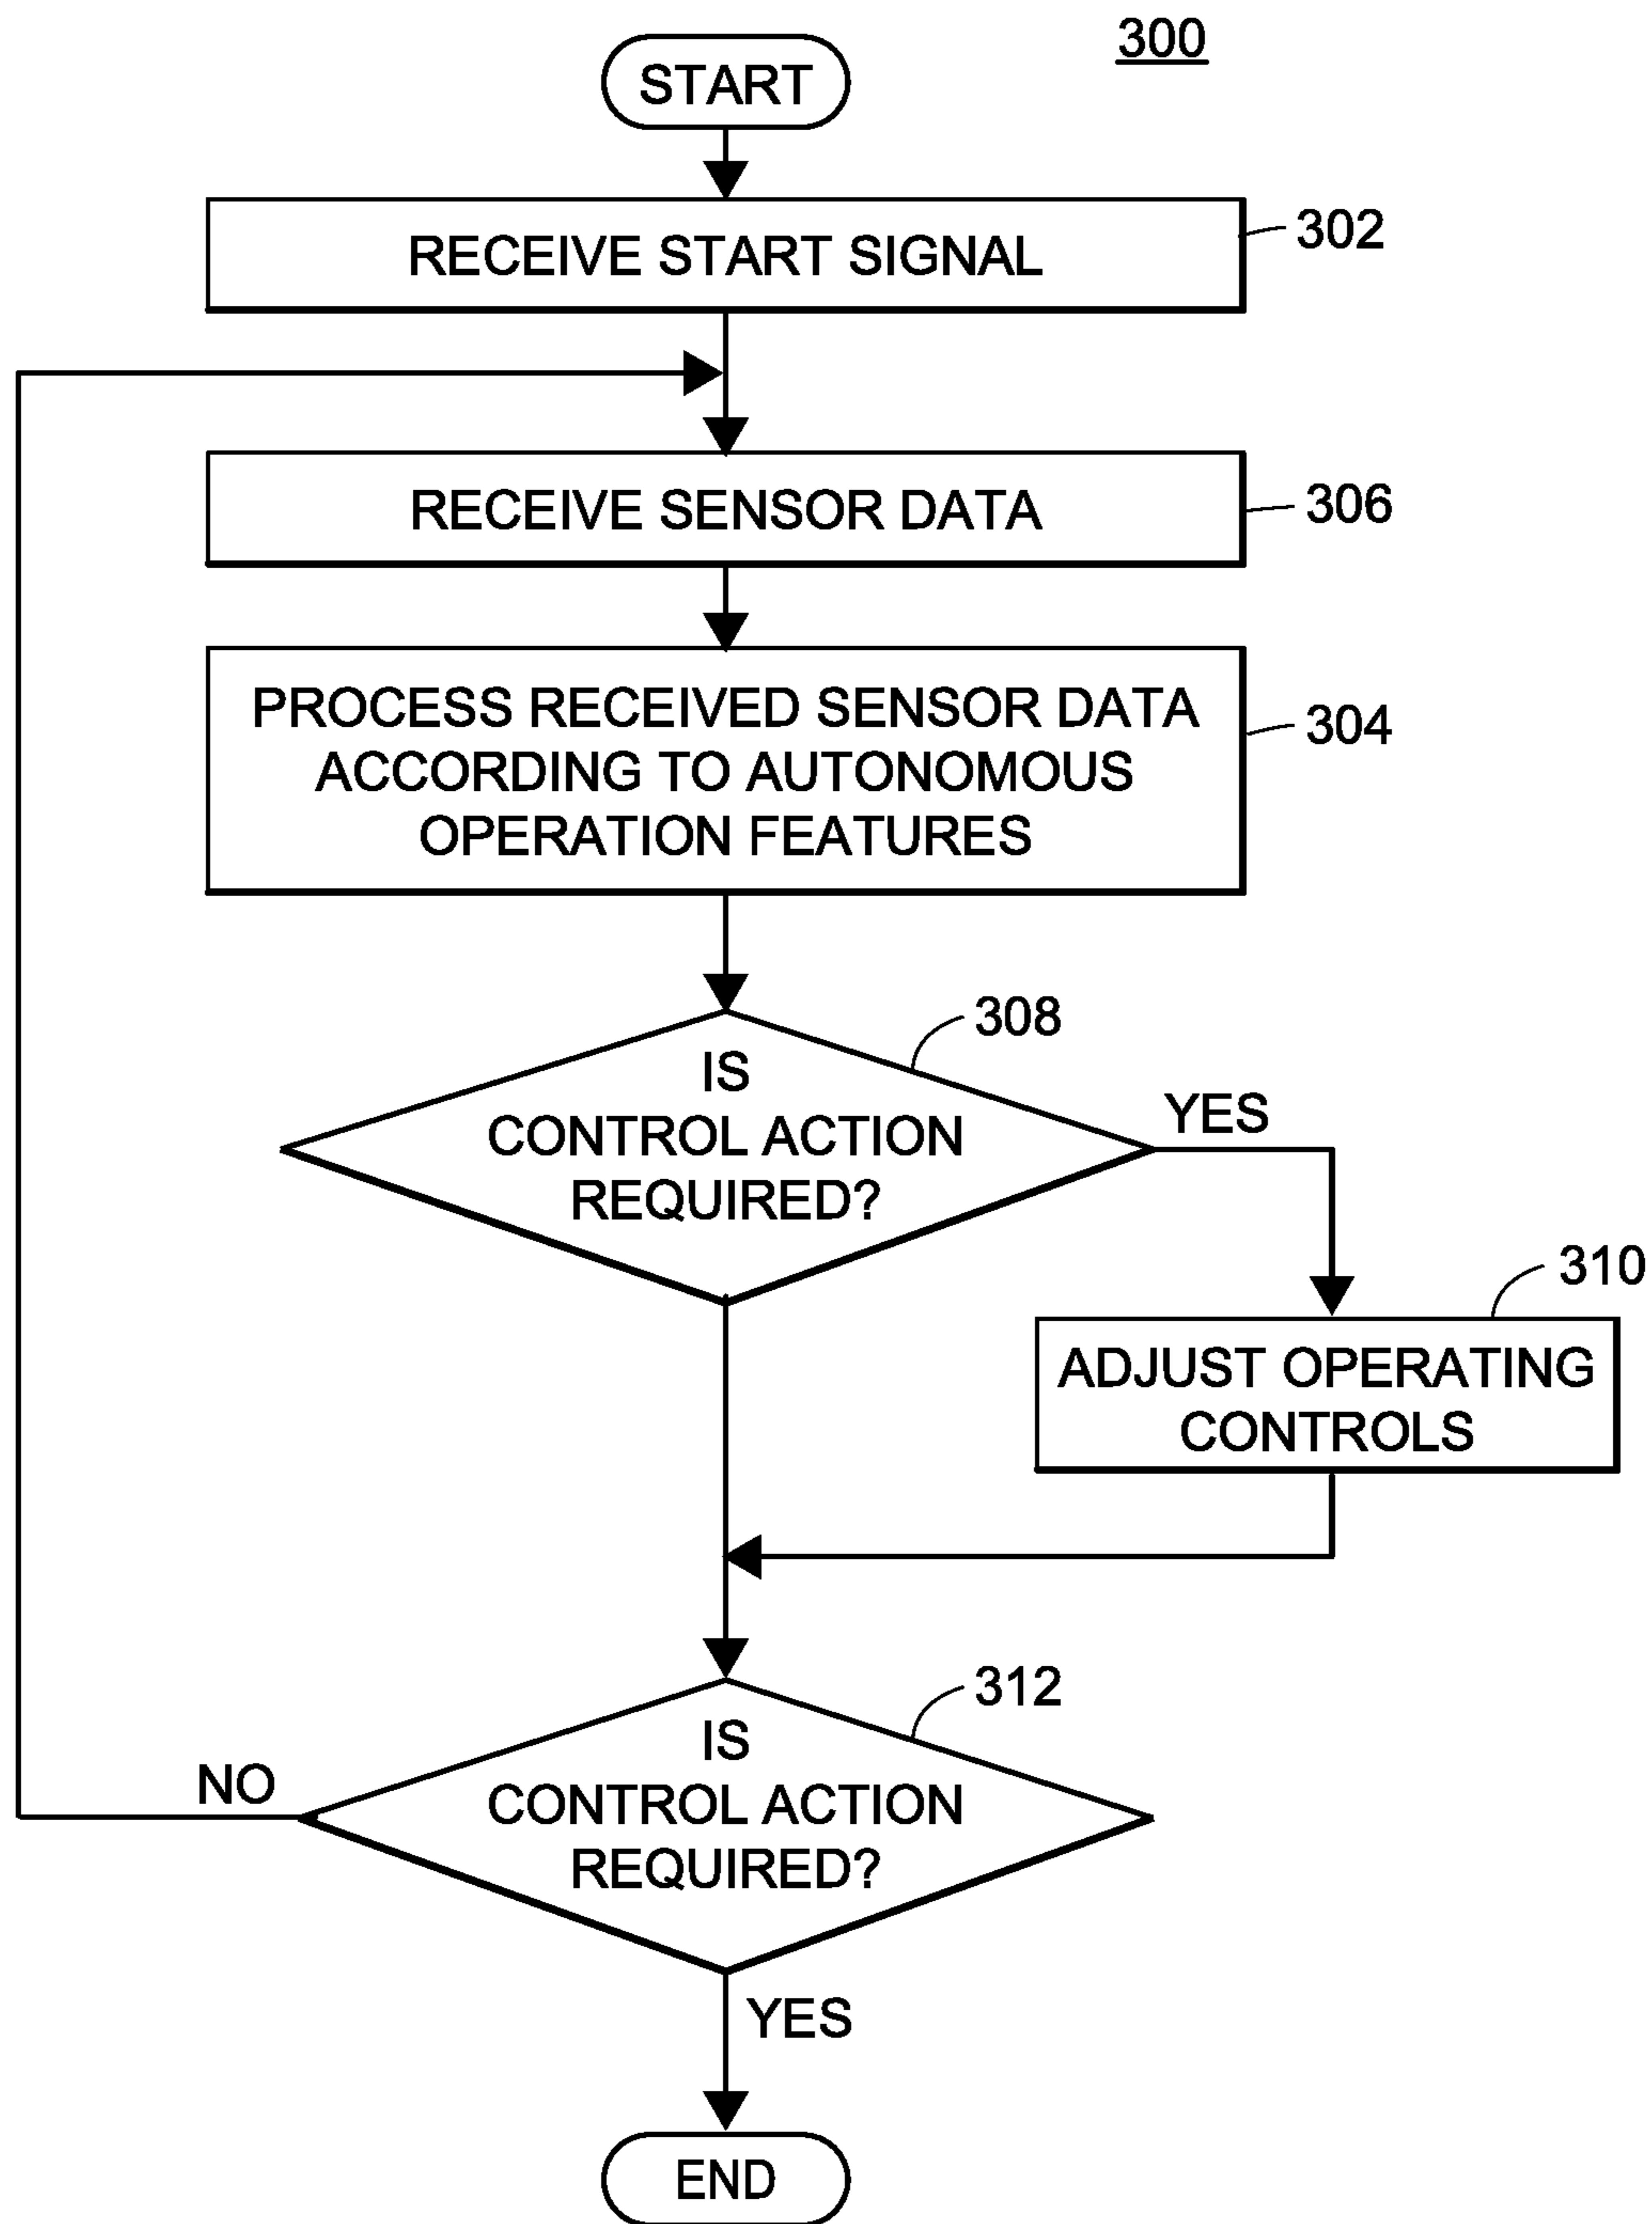 300
START
RECEIVE START SIGNAL
302
RECEIVE SENSOR DATA
306
PROCESS RECEIVED SENSOR DATA
ACCORDING TO AUTONOMOUS
OPERATION FEATURES
304
308
IS
CONTROL ACTION
REQUIRED?
YES
310
ADJUST OPERATING
CONTROLS
312
IS
CONTROL ACTION
REQUIRED?
NO
YES
END